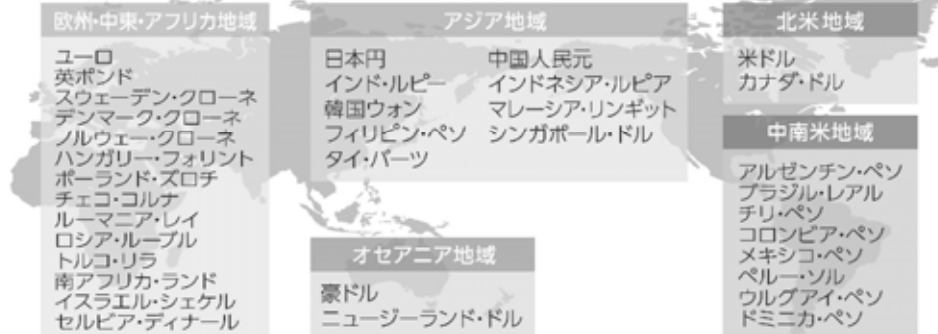 欧州・中東・アフリカ地域
ユーロ
英ポンド
スウェーデン・クローネ
デンマーク・クローネ
ノルウェー・クローネ
ハンガリー・フォリント
ポーランド・ズロチ
チェコ・コルナ
ルーマニア・レイ
ロシア・ルーブル
トルコ・リラ
南アフリカ・ランド
イスラエル・シェケル
セルビア・ディナール
アジア地域
日本円 中国人民元
インド・ルピー インドネシア・ルピア
韓国ウォン マレーシア・リンギット
フィリピン・ペソ シンガポール・ドル
タイ・バーツ
オセアニア地域
豪ドル
ニュージーランド・ドル
北米地域
米ドル
カナダ・ドル
中南米地域
アルゼンチン・ペソ
ブラジル・レアル
チリ・ペソ
コロンビア・ペソ
メキシコ・ペソ
ペルー・ソル
ウルグアイ・ペソ
ドミニカ・ペソ